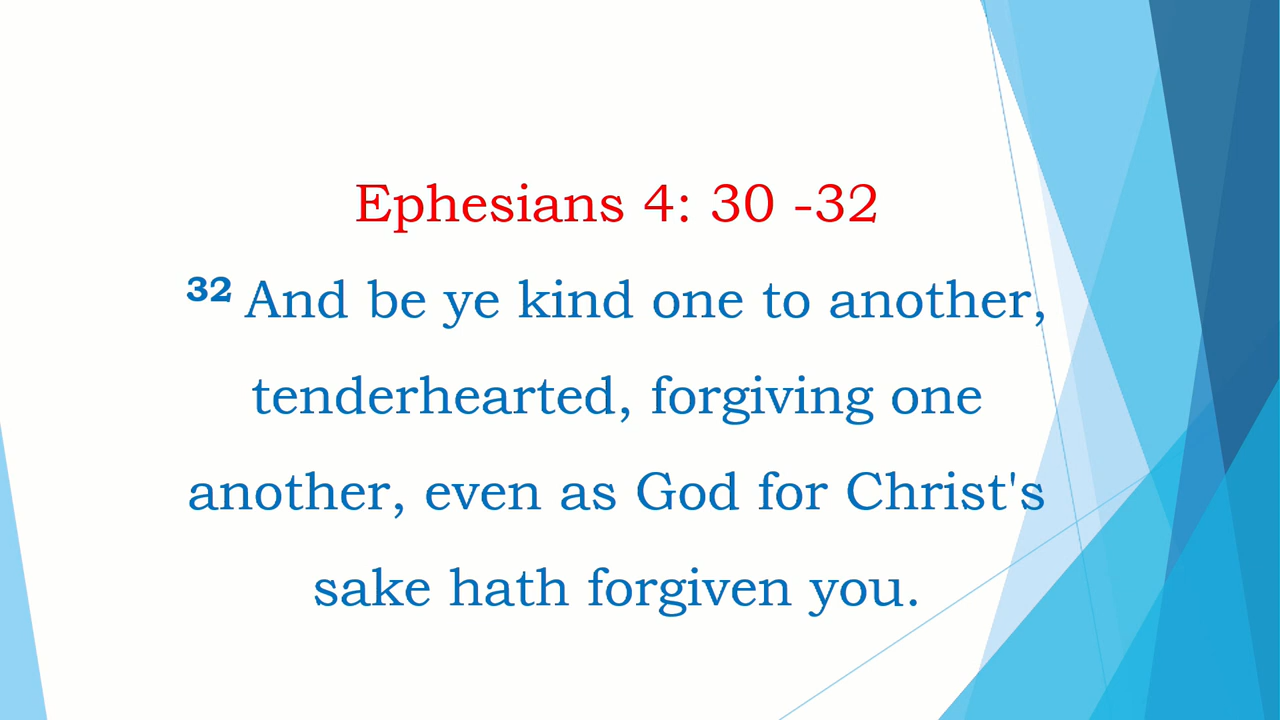 Ephesians 4: 30 -32
32 And be ye kind one to another,
tenderhearted, forgiving one
another, even as God for Christ's
sake hath forgiven you.